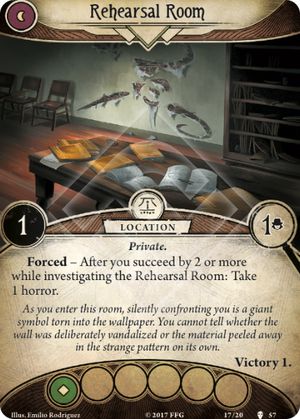 Rehearsal Room
1
LOCATION
1
Private.
Forced – After you succeed by 2 or more
while investigating the Rehearsal Room: Take
1 horror.
As you enter this room, silently confronting you is a giant
symbol torn into the wallpaper. You cannot tell whether the
wall was deliberately vandalized or the material peeled away
in the strange pattern on its own.
Victory 1.
Illus. Emilio Rodriguez
© 2017 FFG
17/20
57